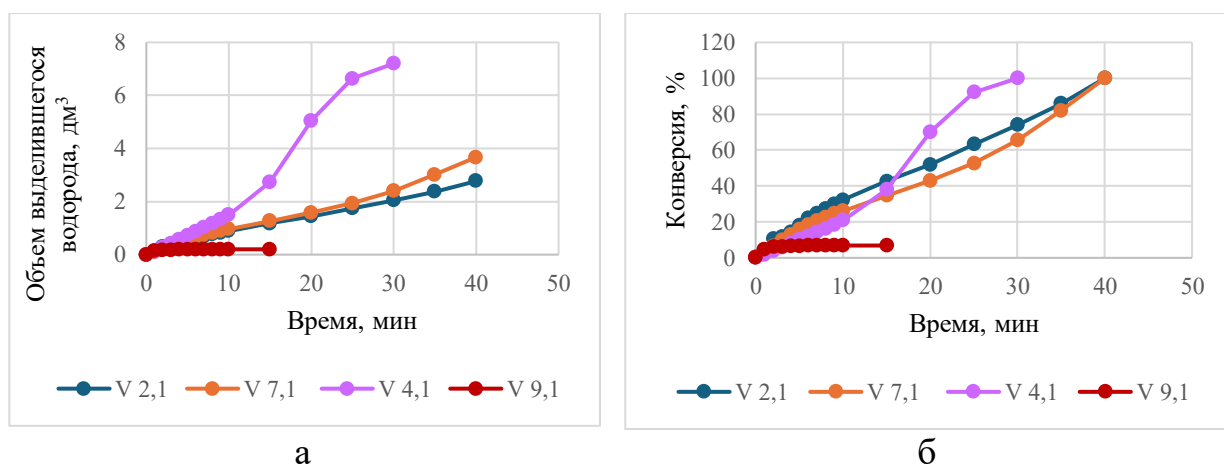 Объем выделившегося
водорода, дм³
8
6
4
2
0
0 10 20 30 40 50
Время, мин
V 2,1 V 7,1 V 4,1 V 9,1
а
Конверсия, %
120
100
80
60
40
20
0
0 10 20 30 40 50
Время, мин
V 2,1 V 7,1 V 4,1 V 9,1
б